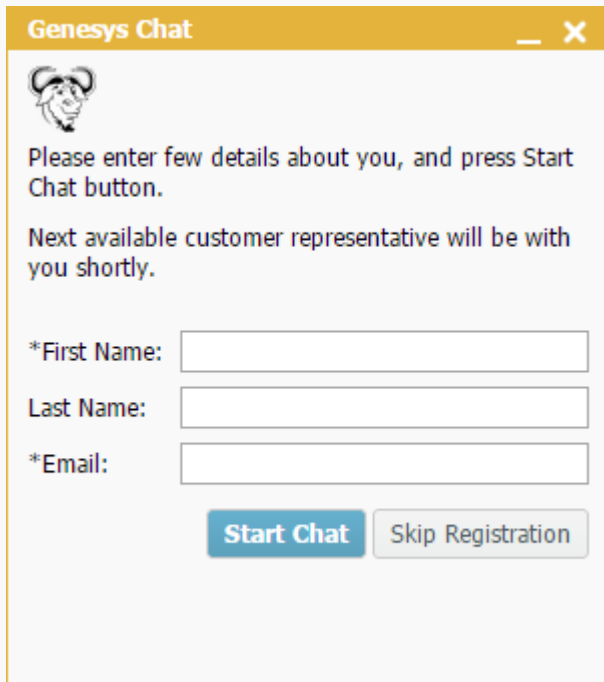 Genesys Chat
Please enter few details about you, and press Start
Chat button.
Next available customer representative will be with
you shortly.
*First Name:
Last Name:
*Email:
Start Chat Skip Registration